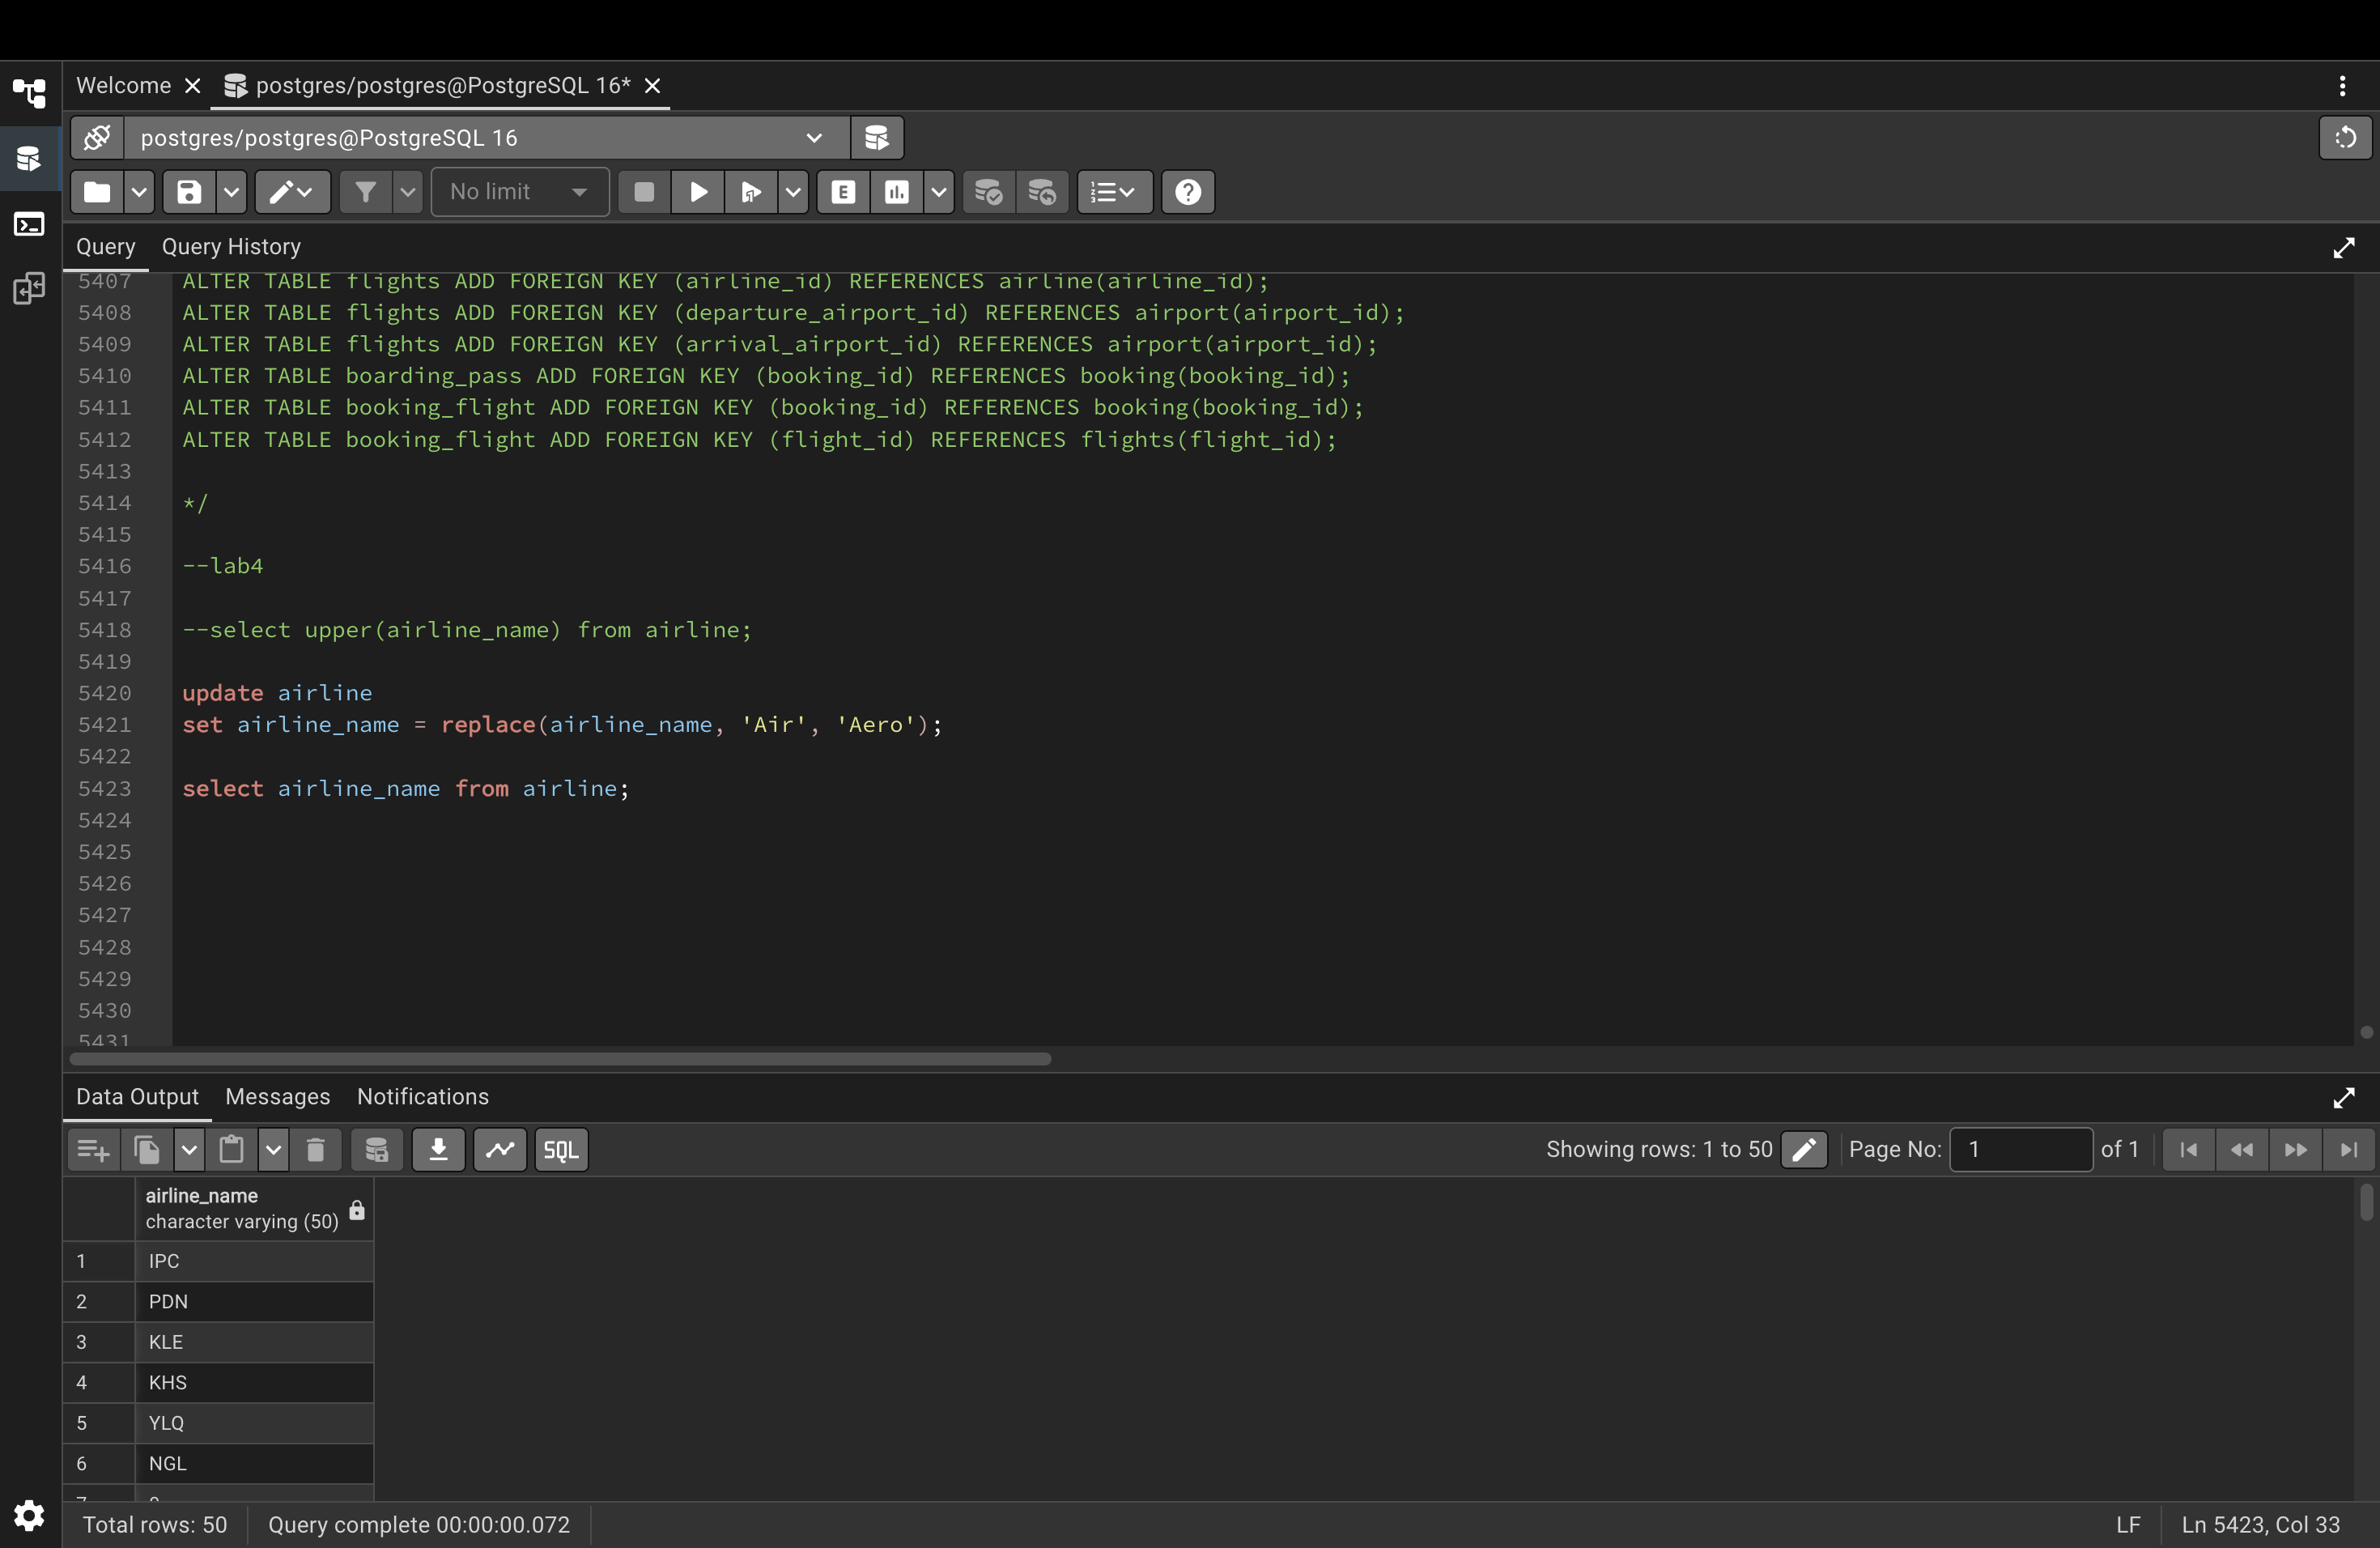 Welcome
postgres/postgres@PostgreSQL 16*
postgres/postgres@PostgreSQL 16
No limit
E
Query Query History
5407 ALTER TABLE flights ADD FOREIGN KEY (airline_id) REFERENCES airline(airline_id);
5408 ALTER TABLE flights ADD FOREIGN KEY (departure_airport_id) REFERENCES airport(airport_id);
5409 ALTER TABLE flights ADD FOREIGN KEY (arrival_airport_id) REFERENCES airport(airport_id);
5410 ALTER TABLE boarding_pass ADD FOREIGN KEY (booking_id) REFERENCES booking(booking_id);
5411 ALTER TABLE booking_flight ADD FOREIGN KEY (booking_id) REFERENCES booking(booking_id);
5412 ALTER TABLE booking_flight ADD FOREIGN KEY (flight_id) REFERENCES flights(flight_id);
5413
5414 */
5415
5416 --lab4
5417
5418 --select upper(airline_name) from airline;
5419
5420 update airline
5421 set airline_name = replace(airline_name, 'Air', 'Aero');
5422
5423 select airline_name from airline;
5424
5425
5426
5427
5428
5429
5430
5431
Data Output Messages Notifications
SQL Showing rows: 1 to 50 Page No: 1 of 1
airline_name
character varying (50)
1 IPC
2 PDN
3 KLE
4 KHS
5 YLQ
6 NGL
Total rows: 50 Query complete 00:00:00.072 LF Ln 5423, Col 33